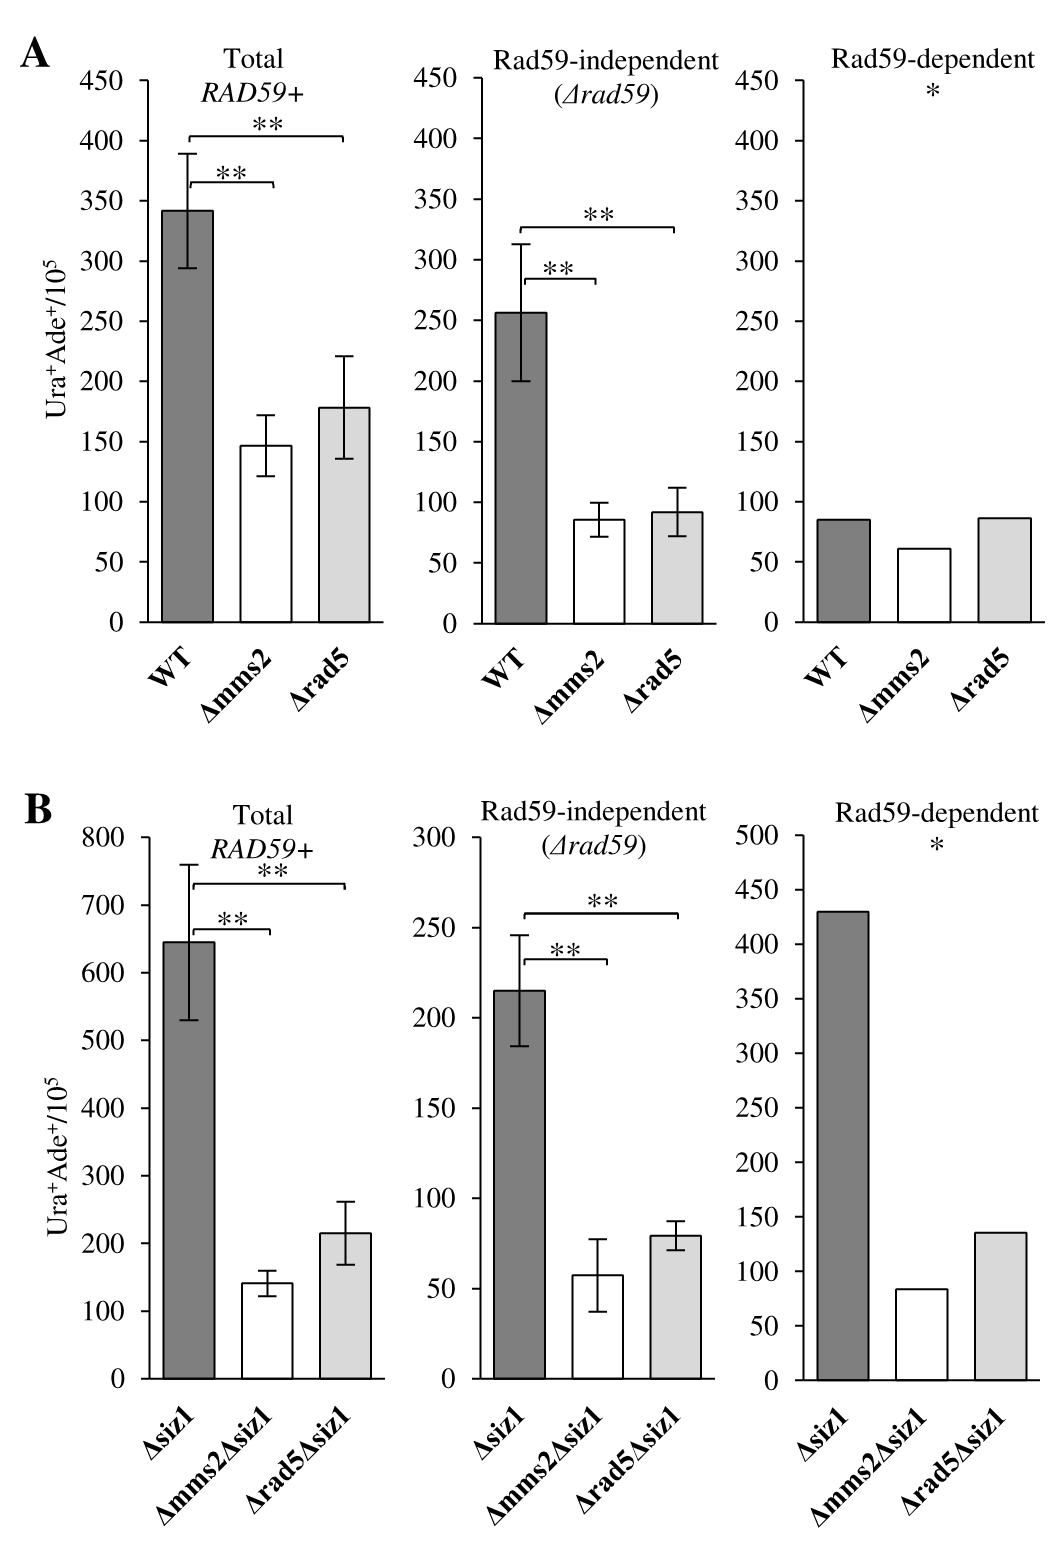 A
Total
RAD59+
**
**
450
400
350
300
250
200
150
100
50
0
Ura⁺Ade⁺/10⁵
WT
Δmms2
Δrad5
Rad59-independent
(Δrad59)
**
**
450
400
350
300
250
200
150
100
50
0
WT
Δmms2
Δrad5
Rad59-dependent
*
450
400
350
300
250
200
150
100
50
0
WT
Δmms2
Δrad5
B
Total
RAD59+
**
**
800
700
600
500
400
300
200
100
0
Ura⁺Ade⁺/10⁵
Δsiz1
Δmms2Δsiz1
Δrad5Δsiz1
Rad59-independent
(Δrad59)
**
**
300
250
200
150
100
50
0
Δsiz1
Δmms2Δsiz1
Δrad5Δsiz1
Rad59-dependent
*
500
450
400
350
300
250
200
150
100
50
0
Δsiz1
Δmms2Δsiz1
Δrad5Δsiz1